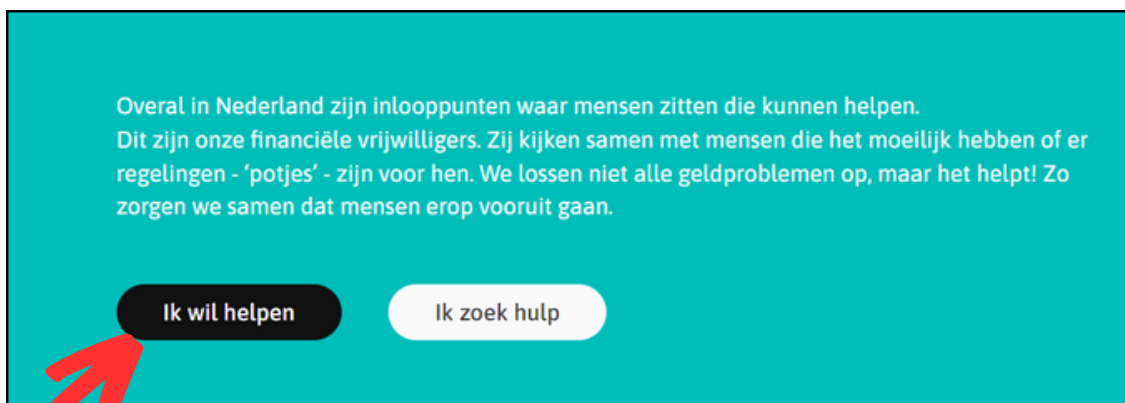 Overal in Nederland zijn inlooppunten waar mensen zitten die kunnen helpen.
Dit zijn onze financiële vrijwilligers. Zij kijken samen met mensen die het moeilijk hebben of er
regelingen - ‘potjes’ - zijn voor hen. We lossen niet alle geldproblemen op, maar het helpt! Zo
zorgen we samen dat mensen erop vooruit gaan.
Ik wil helpen
Ik zoek hulp